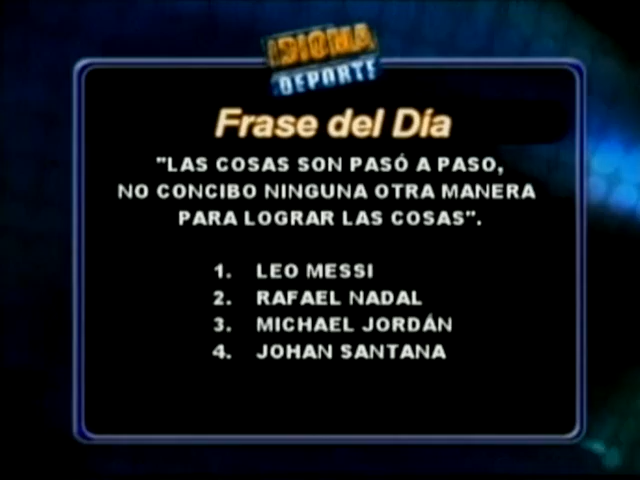 IDIOMA
DEPORTE
Frase del Día
"LAS COSAS SON PASÓ A PASO,
NO CONCIBO NINGUNA OTRA MANERA
PARA LOGRAR LAS COSAS".
1. LEO MESSI
2. RAFAEL NADAL
3. MICHAEL JORDÁN
4. JOHAN SANTANA